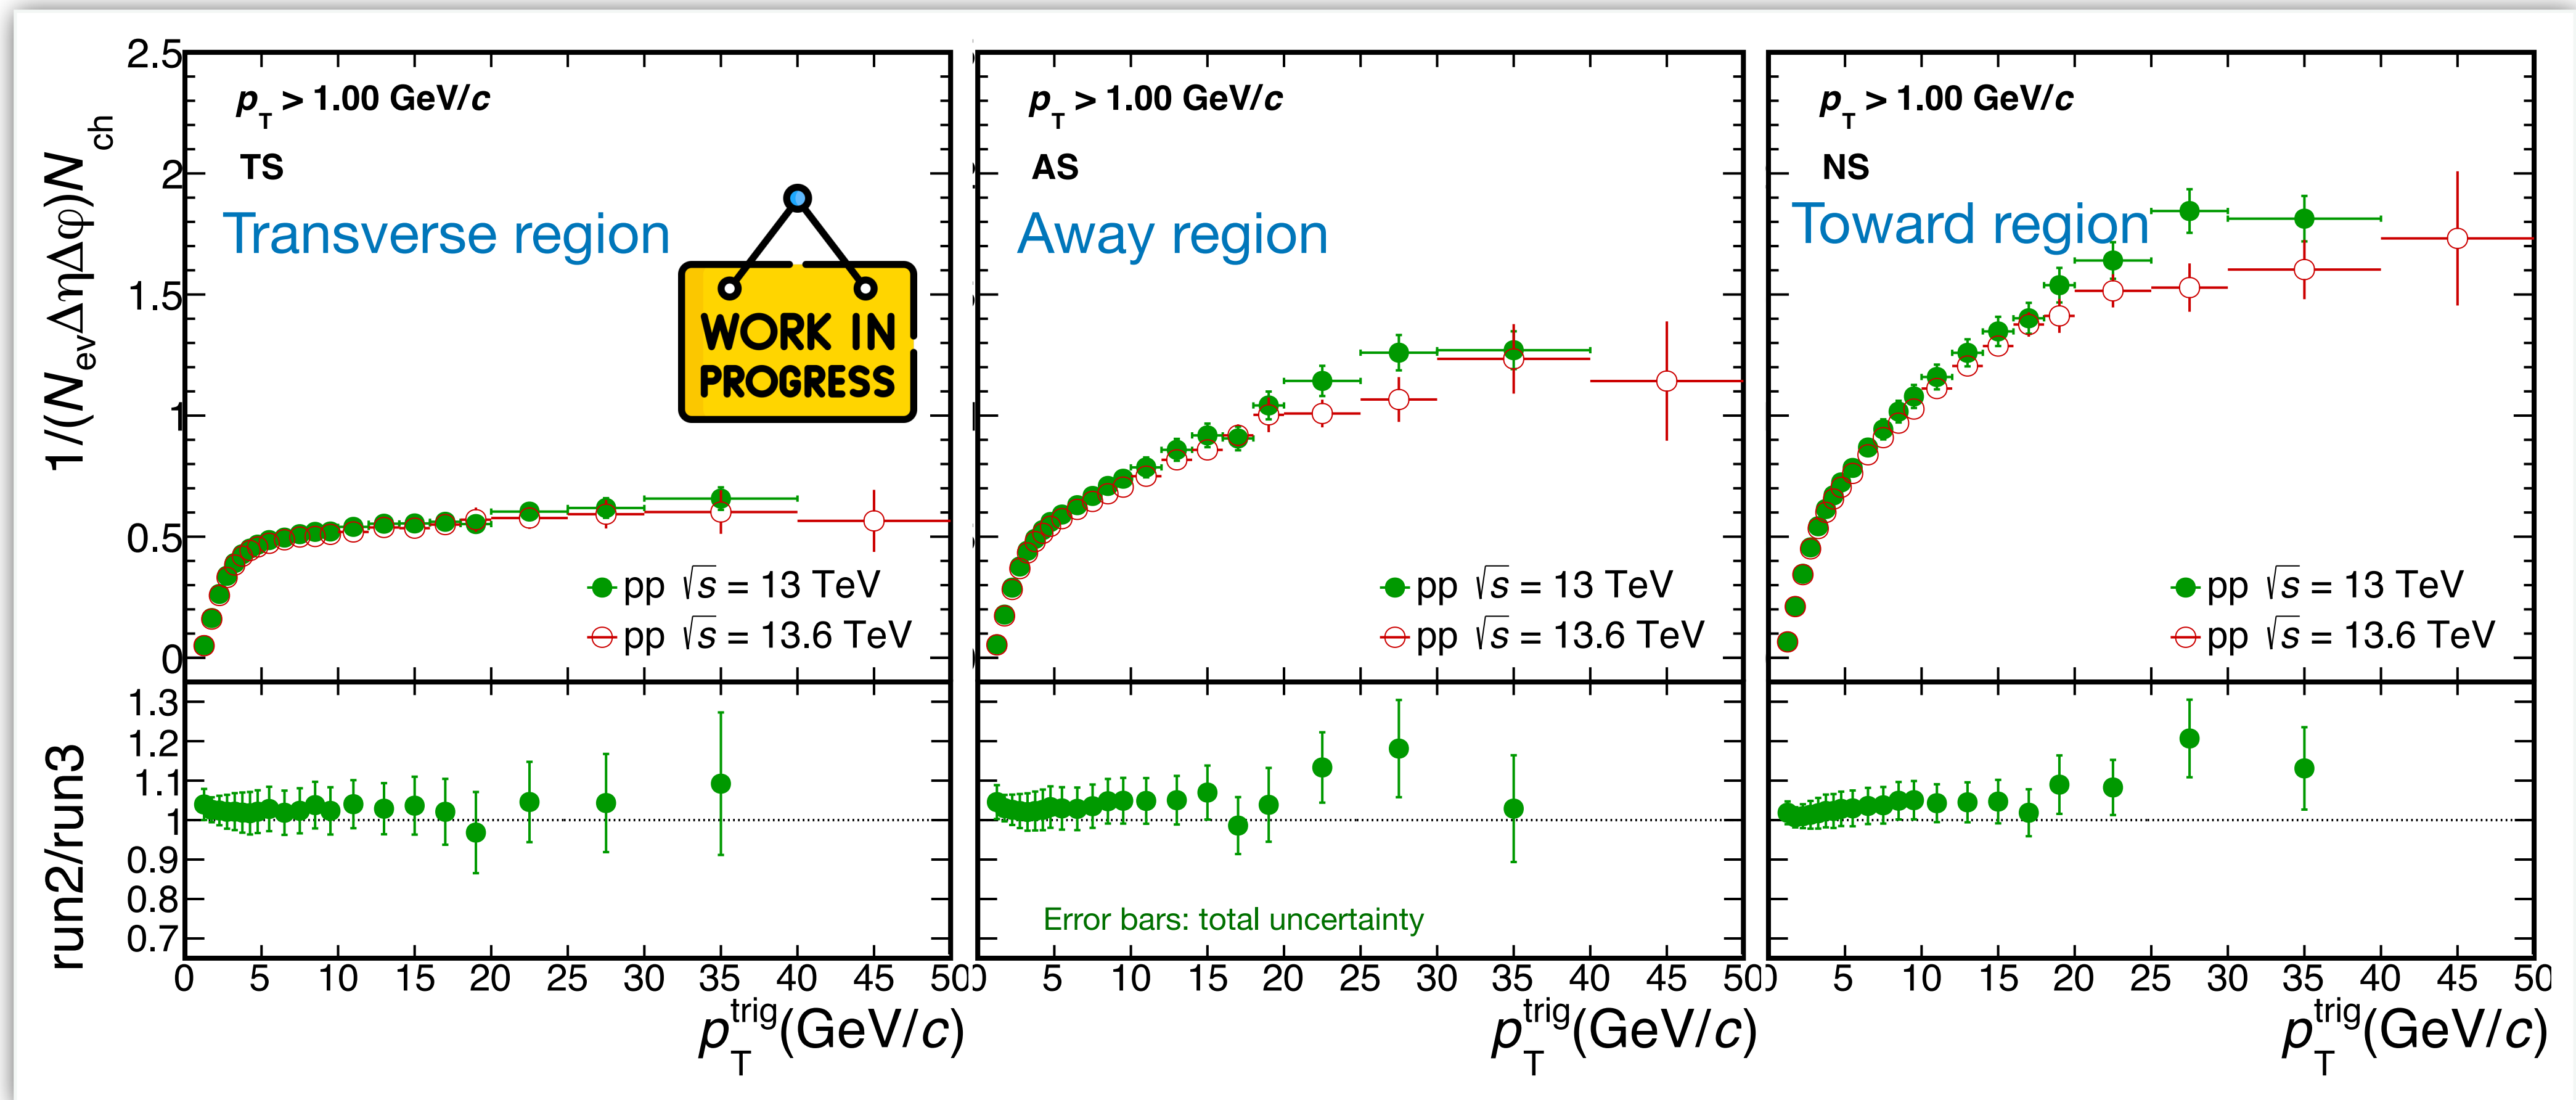 1/(N_ev ΔηΔφ)N_ch
2.5
2
1.5
1
0.5
0
p_T > 1.00 GeV/c
TS
Transverse region
WORK IN
PROGRESS
pp √s = 13 TeV
pp √s = 13.6 TeV
p_T > 1.00 GeV/c
AS
Away region
pp √s = 13 TeV
pp √s = 13.6 TeV
p_T > 1.00 GeV/c
NS
Toward region
pp √s = 13 TeV
pp √s = 13.6 TeV
run2/run3
1.3
1.2
1.1
1
0.9
0.8
0.7
Error bars: total uncertainty
0 5 10 15 20 25 30 35 40 45 50
5 10 15 20 25 30 35 40 45 50
5 10 15 20 25 30 35 40 45 50
p_T^trig (GeV/c)
p_T^trig (GeV/c)
p_T^trig (GeV/c)